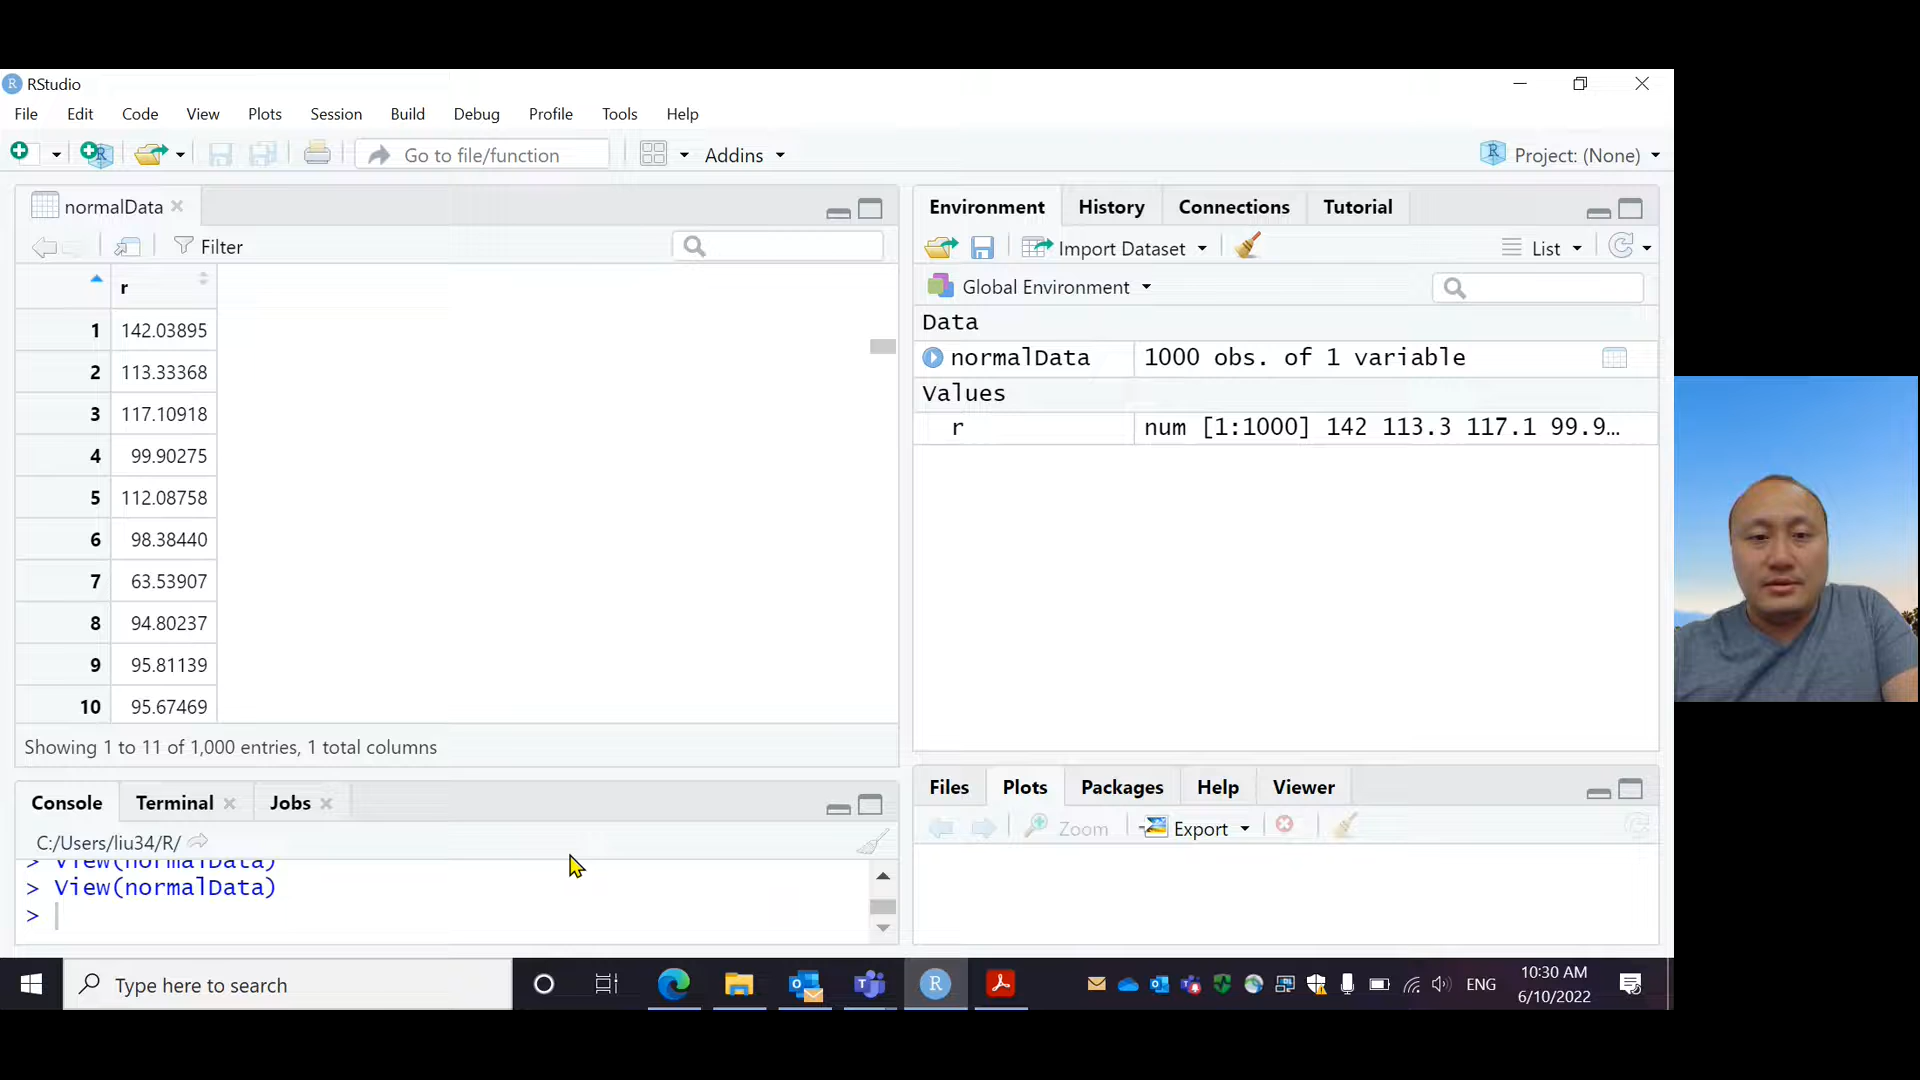 RStudio
File Edit Code View Plots Session Build Debug Profile Tools Help
Go to file/function Addins Project: (None)
normalData
Filter
r
1 142.03895
2 113.33368
3 117.10918
4 99.90275
5 112.08758
6 98.38440
7 63.53907
8 94.80237
9 95.81139
10 95.67469
Showing 1 to 11 of 1,000 entries, 1 total columns
Console Terminal Jobs
C:/Users/liu34/R/
> View(normalData)
> View(normalData)
>
Environment History Connections Tutorial
Import Dataset List
Global Environment
Data
normalData 1000 obs. of 1 variable
Values
r num [1:1000] 142 113.3 117.1 99.9...
Files Plots Packages Help Viewer
Zoom Export
Type here to search
ENG
10:30 AM
6/10/2022